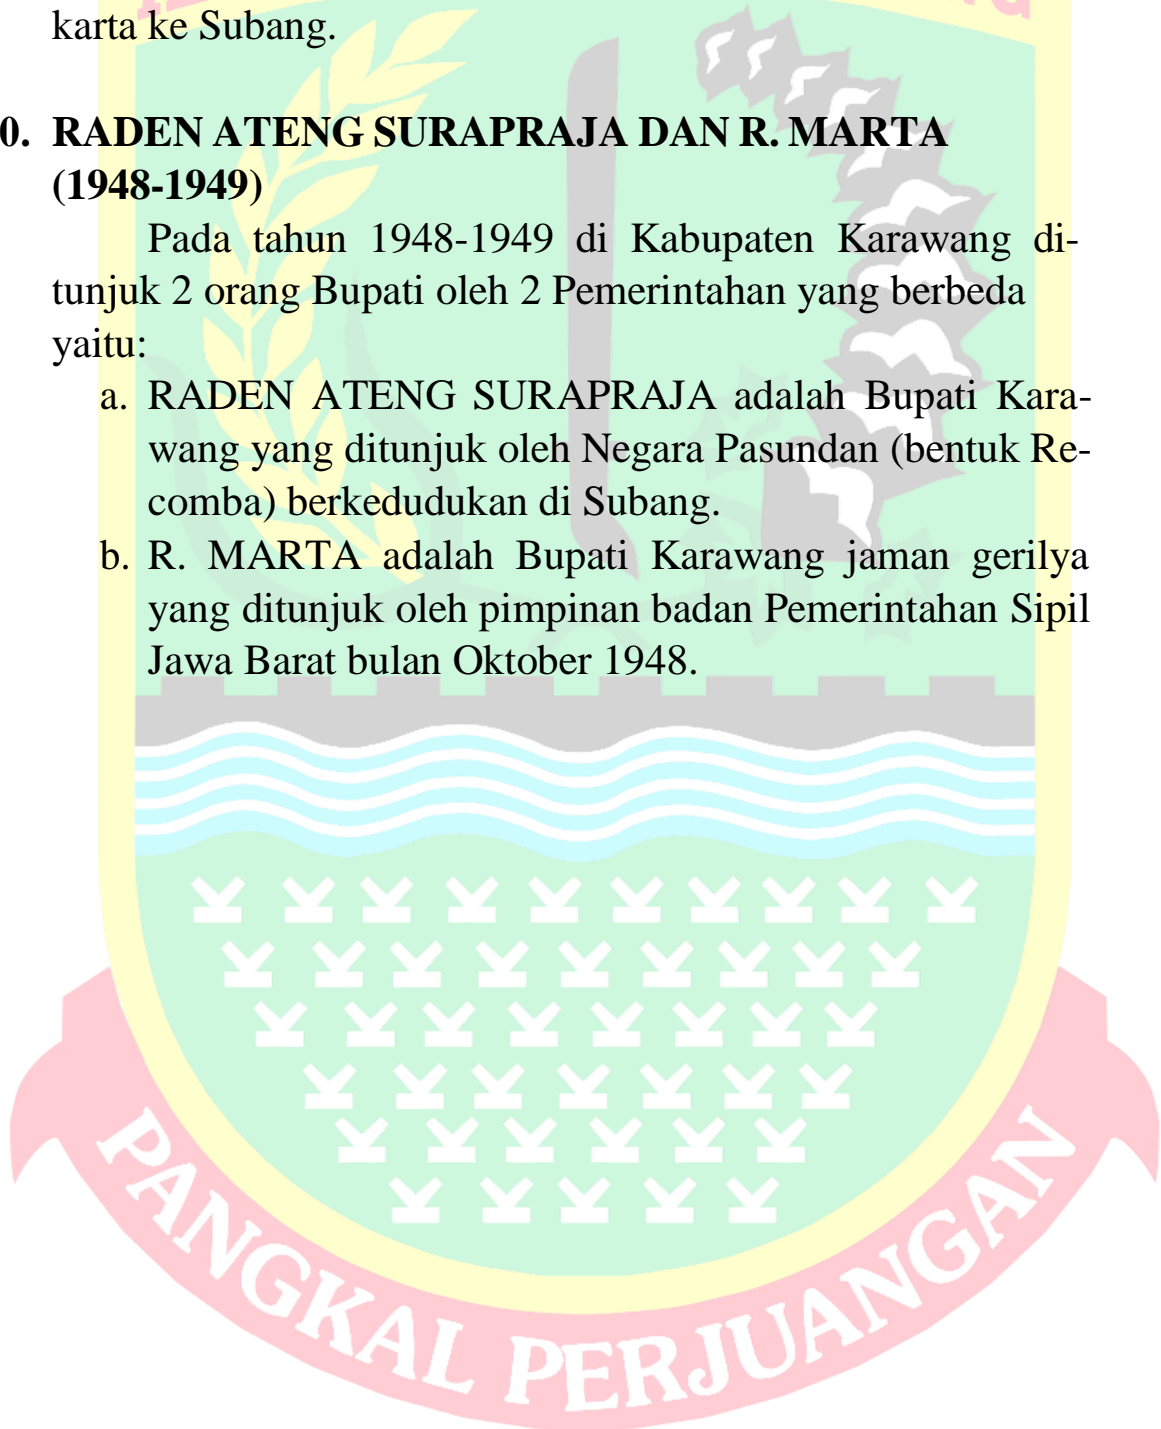 karta ke Subang.
0. RADEN ATENG SURAPRAJA DAN R. MARTA
(1948-1949)
Pada tahun 1948-1949 di Kabupaten Karawang di-
tunjuk 2 orang Bupati oleh 2 Pemerintahan yang berbeda
yaitu:
a. RADEN ATENG SURAPRAJA adalah Bupati Kara-
wang yang ditunjuk oleh Negara Pasundan (bentuk Re-
comba) berkedudukan di Subang.
b. R. MARTA adalah Bupati Karawang jaman gerilya
yang ditunjuk oleh pimpinan badan Pemerintahan Sipil
Jawa Barat bulan Oktober 1948.
PANGKAL PERJUANGAN